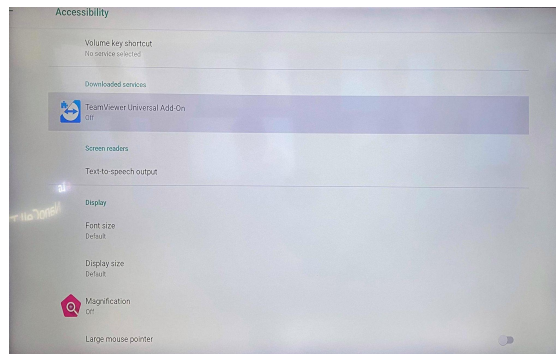 Accessibility
Volume key shortcut
No service selected
Downloaded services
TeamViewer Universal Add-On
Off
Screen readers
Text-to-speech output
Display
Font size
Default
Display size
Default
Magnification
Off
Large mouse pointer